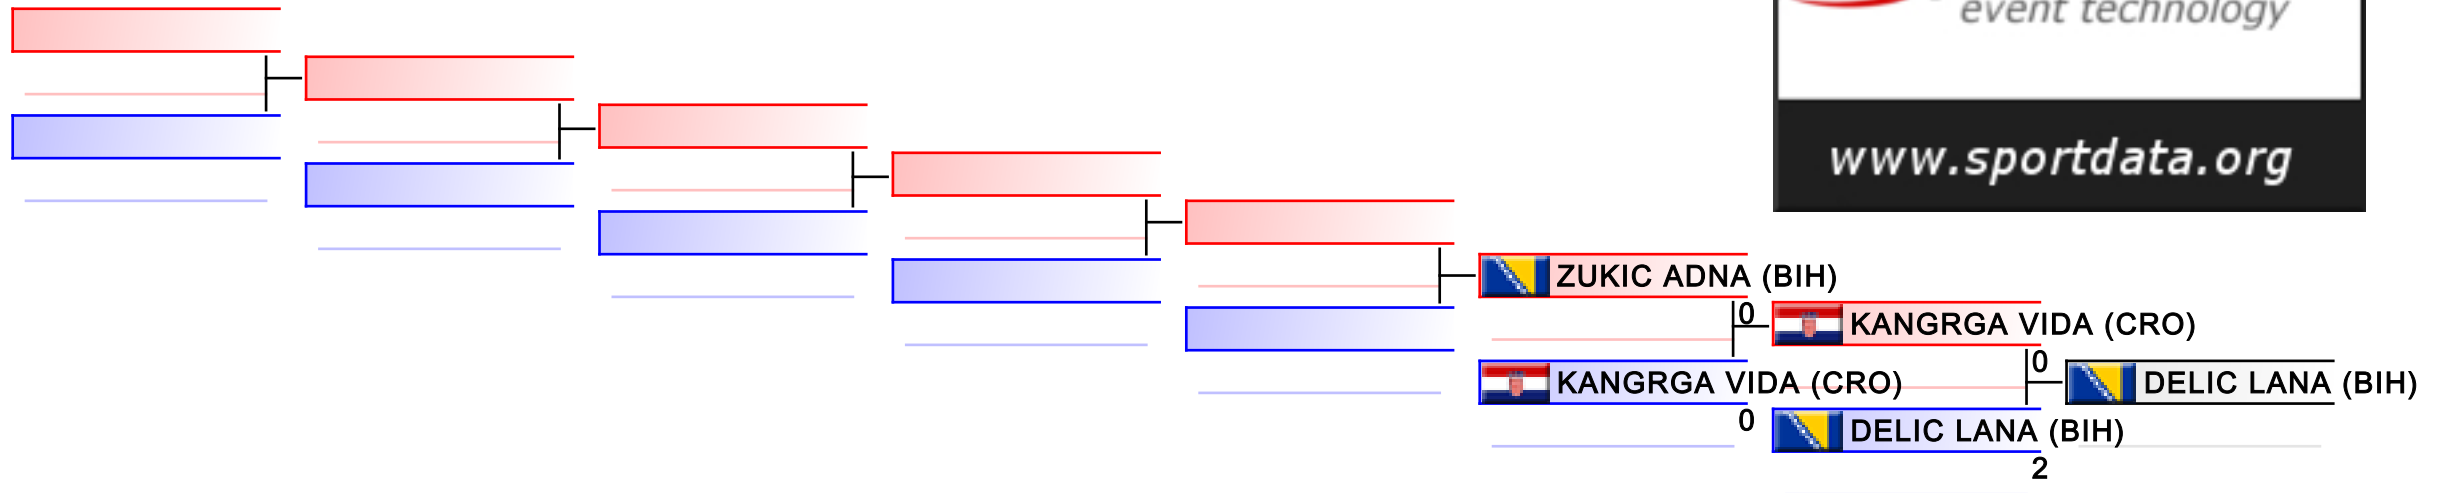 event technology
www.sportdata.org
ZUKIC ADNA (BIH)
0
KANGRGA VIDA (CRO)
0
KANGRGA VIDA (CRO)
DELIC LANA (BIH)
0
DELIC LANA (BIH)
2